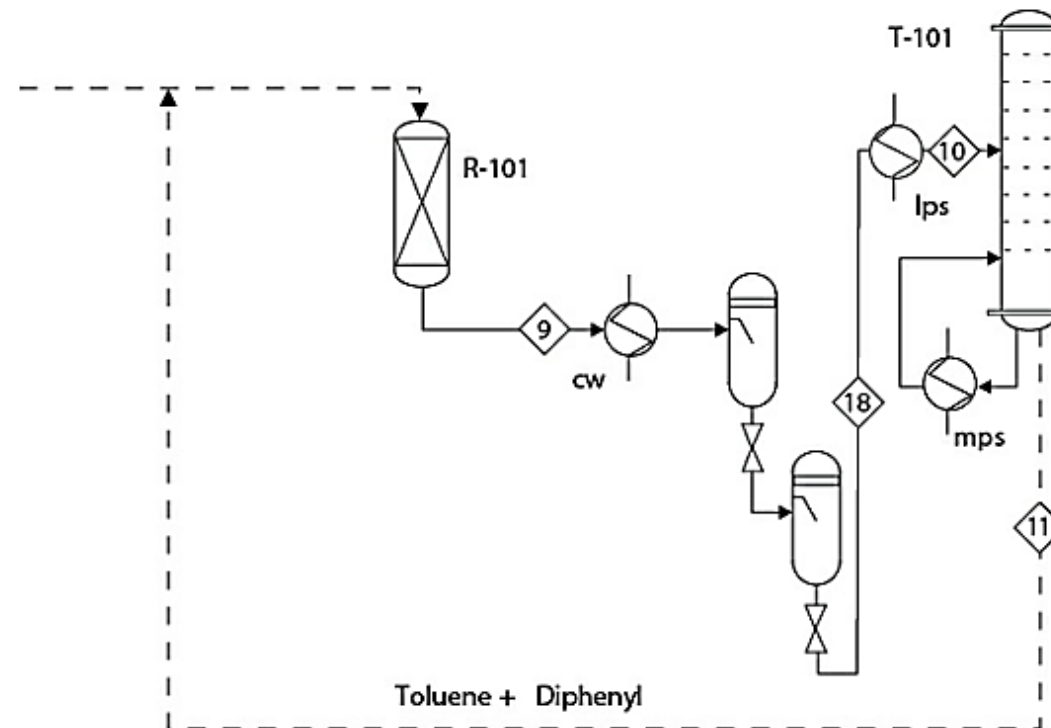 T-101
R-101
10
lps
9
cw
18
mps
11
Toluene + Diphenyl